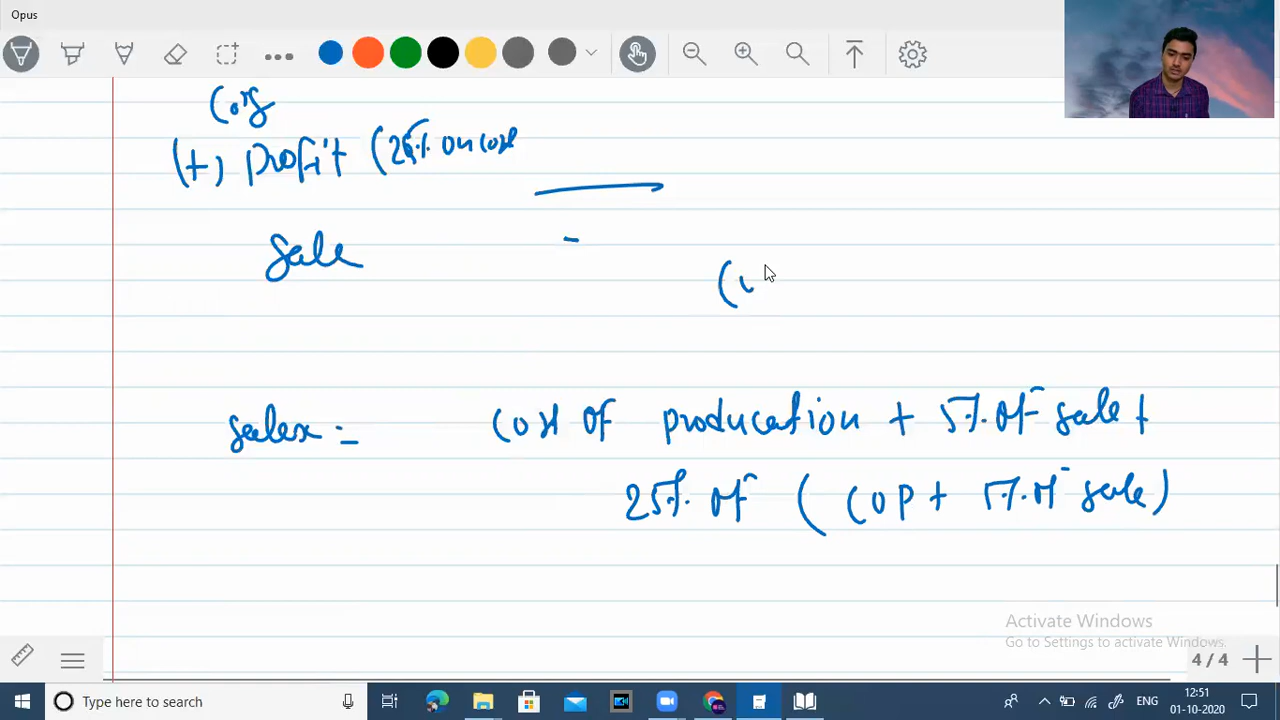 Opus
Cog
(+) Profit (25% on cost
Sale -
(
sales = cost of producation + 5% of sale +
25% of ( COP + 5% of sale )
Activate Windows
Go to Settings to activate Windows.
4 / 4
Type here to search
ENG
12:51
01-10-2020